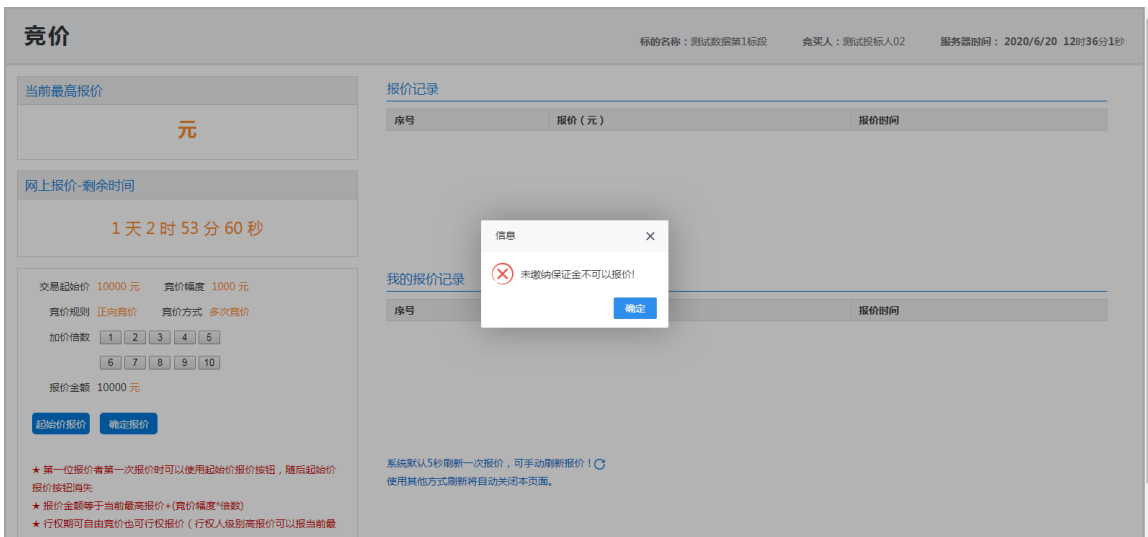 竞价
标的名称：测试数据第1标段 竞买人：测试投标人02 服务器时间：2020/6/20 12时36分1秒
当前最高报价
元
网上报价-剩余时间
1 天 2 时 53 分 60 秒
交易起始价 10000 元 竞价幅度 1000 元
竞价规则 正向竞价 竞价方式 多次竞价
加价倍数 1 2 3 4 5
6 7 8 9 10
报价金额 10000 元
起始价报价 确定报价
★ 第一位报价者第一次报价时可以使用起始价报价按钮，随后起始价
报价按钮消失
★ 报价金额等于当前最高报价+(竞价幅度*倍数)
★ 行权期可自由竞价也可行权报价（行权人级别高报价可以报当前最
报价记录
序号 报价（元） 报价时间
信息
未缴纳保证金不可以报价!
确定
我的报价记录
序号 报价时间
系统默认5秒刷新一次报价，可手动刷新报价！
使用其他方式刷新将自动关闭本页面。